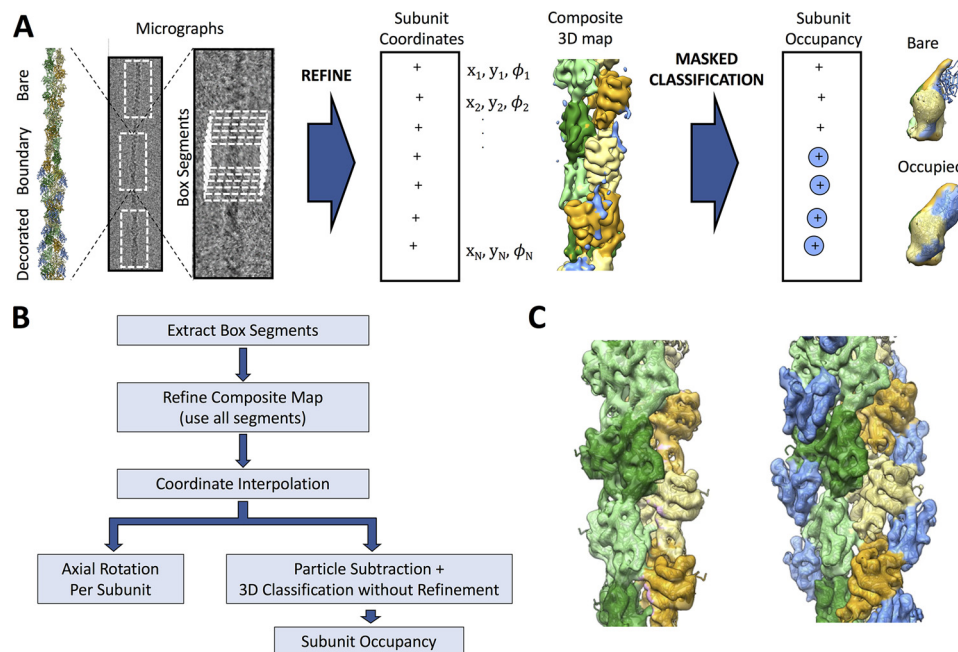 A
Micrographs
Bare
Boundary
Decorated
Box Segments
REFINE
Subunit
Coordinates
+ x₁, y₁, ϕ₁
+ x₂, y₂, ϕ₂
+ .
+ .
+
+
+ xN, yN, ϕN
Composite
3D map
MASKED
CLASSIFICATION
Subunit
Occupancy
+
+
+
+
+
+
+
Bare
Occupied
B
Extract Box Segments
Refine Composite Map
(use all segments)
Coordinate Interpolation
Axial Rotation
Per Subunit
Particle Subtraction +
3D Classification without Refinement
Subunit Occupancy
C